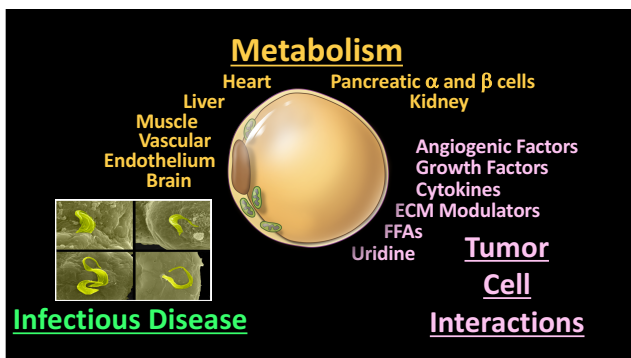 Metabolism
Heart
Liver
Muscle
Vascular
Endothelium
Brain
Pancreatic α and β cells
Kidney
Angiogenic Factors
Growth Factors
Cytokines
ECM Modulators
FFAs
Uridine
Tumor
Cell
Interactions
Infectious Disease